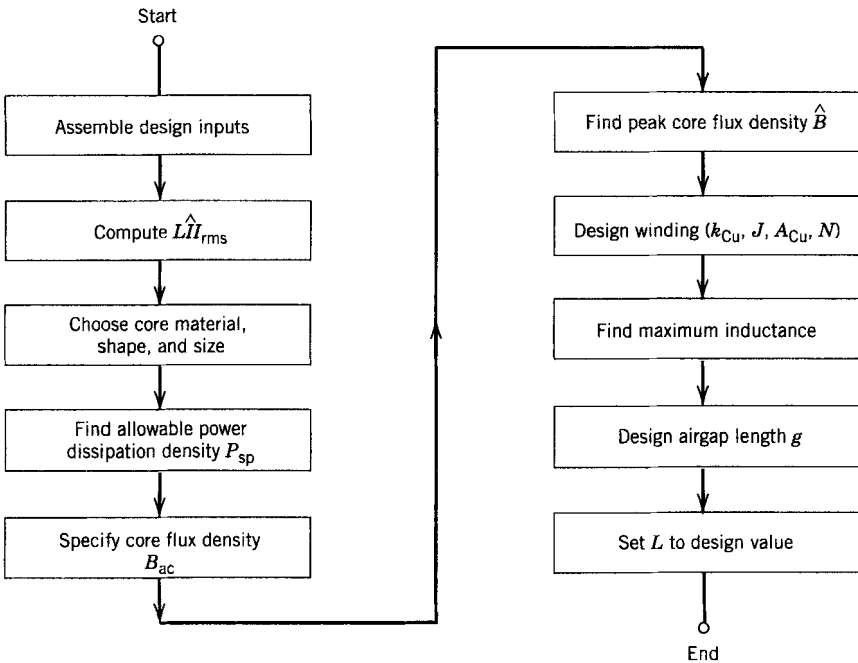 Start
Assemble design inputs
Compute LÎI_rms
Choose core material,
shape, and size
Find allowable power
dissipation density P_sp
Specify core flux density
B_ac
Find peak core flux density B̂
Design winding (k_Cu, J, A_Cu, N)
Find maximum inductance
Design airgap length g
Set L to design value
End